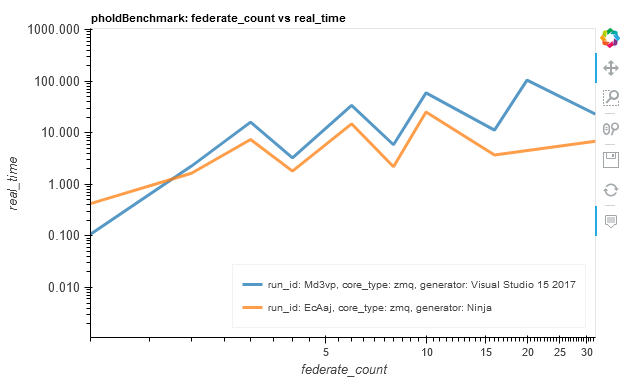 pholdBenchmark: federate_count vs real_time
1000.000
100.000
10.000
1.000
0.100
0.010
real_time
run_id: Md3vp, core_type: zmq, generator: Visual Studio 15 2017
run_id: EcAaj, core_type: zmq, generator: Ninja
5 10 15 20 25 30
federate_count